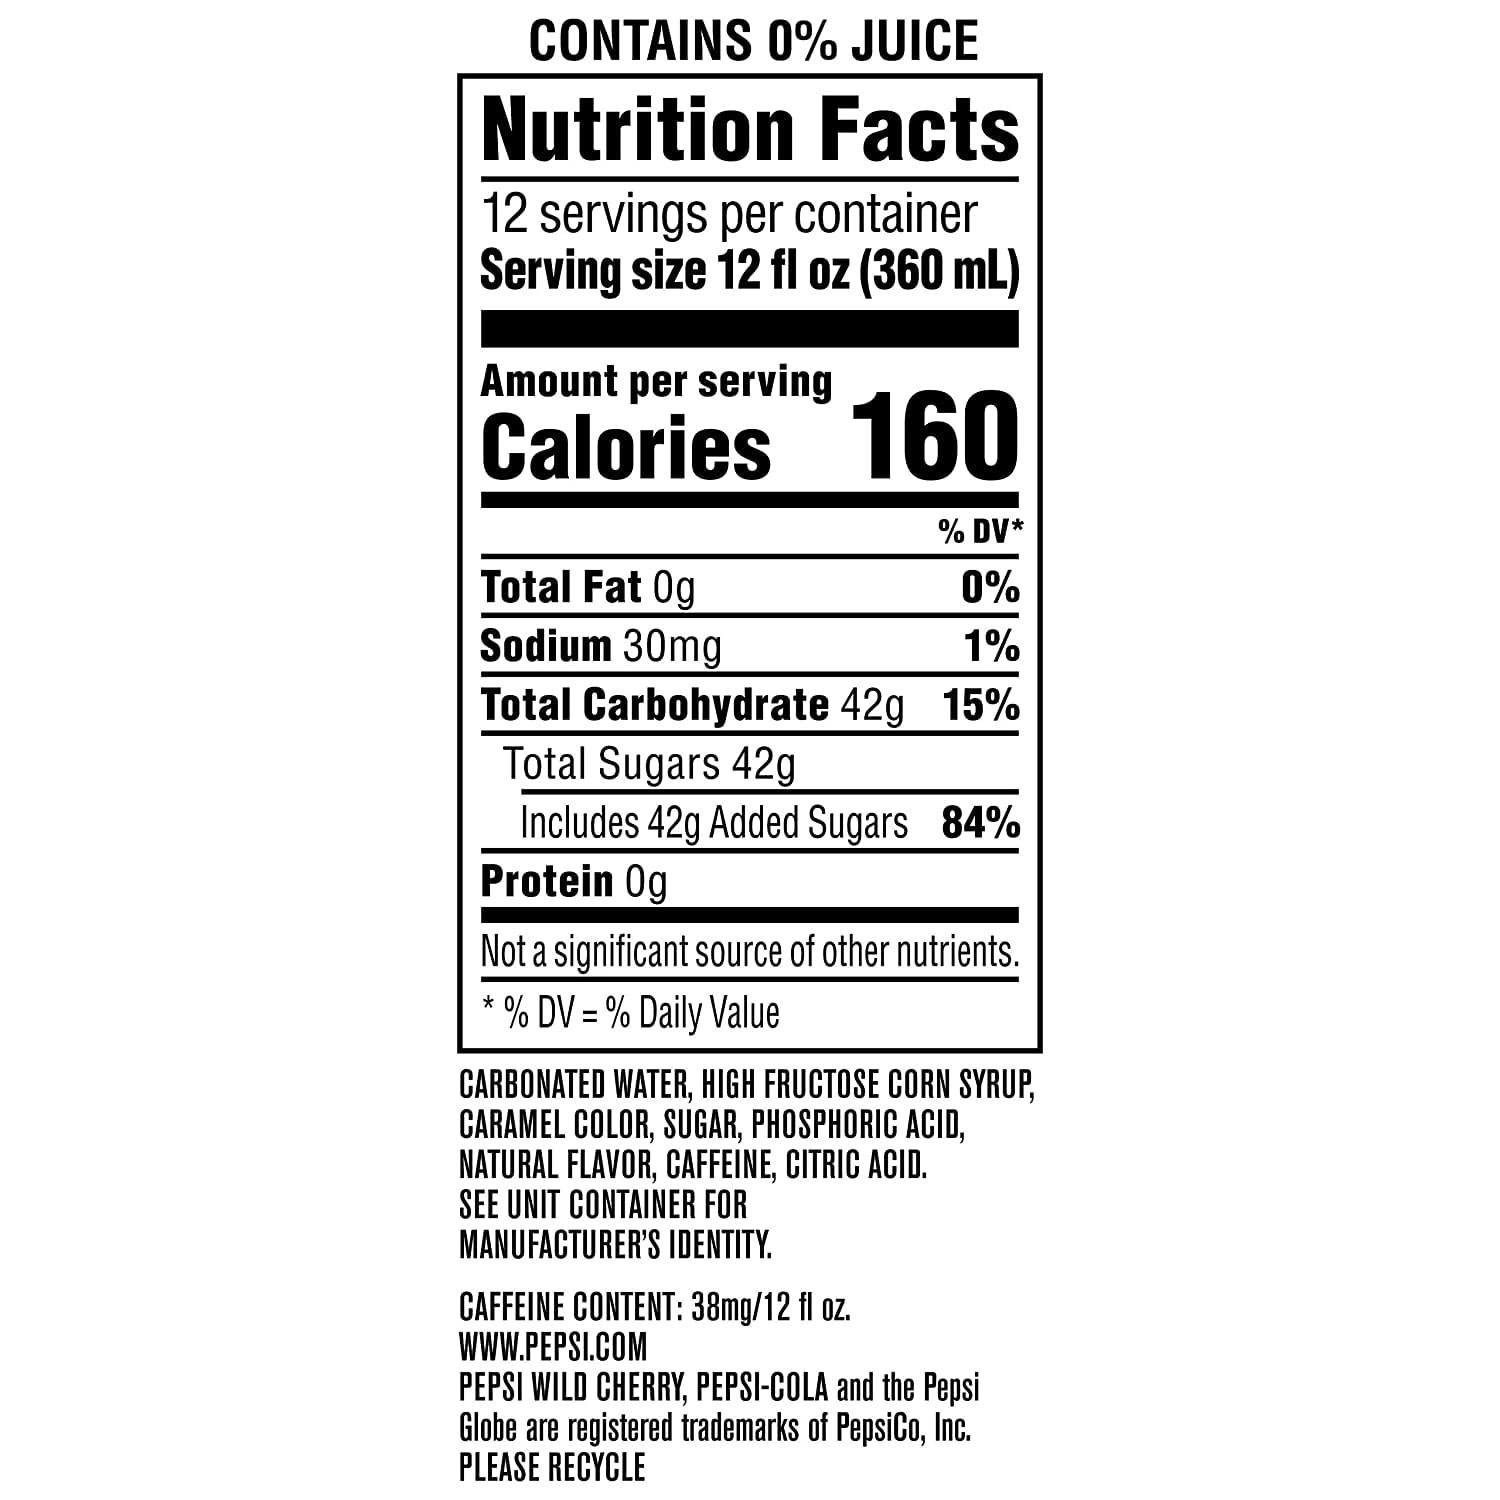 CONTAINS 0% JUICE
Nutrition Facts
12 servings per container
Serving size 12 fl oz (360 mL)
Amount per serving
Calories 160
% DV*
Total Fat 0g 0%
Sodium 30mg 1%
Total Carbohydrate 42g 15%
Total Sugars 42g
Includes 42g Added Sugars 84%
Protein 0g
Not a significant source of other nutrients.
* % DV = % Daily Value
CARBONATED WATER, HIGH FRUCTOSE CORN SYRUP,
CARAMEL COLOR, SUGAR, PHOSPHORIC ACID,
NATURAL FLAVOR, CAFFEINE, CITRIC ACID.
SEE UNIT CONTAINER FOR
MANUFACTURER'S IDENTITY.
CAFFEINE CONTENT: 38mg/12 fl oz.
WWW.PEPSI.COM
PEPSI WILD CHERRY, PEPSI-COLA and the Pepsi
Globe are registered trademarks of PepsiCo, Inc.
PLEASE RECYCLE